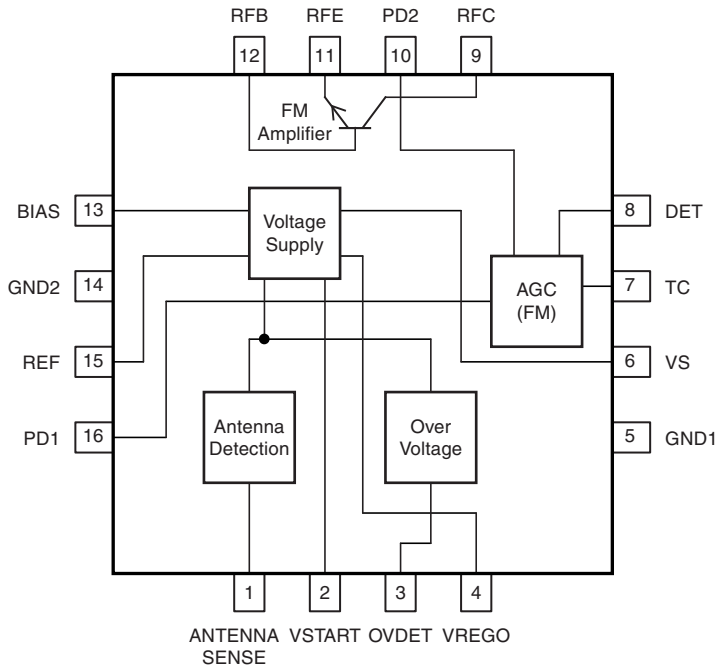 RFB RFE PD2 RFC
12 11 10 9
FM
Amplifier
BIAS 13
Voltage
Supply
8 DET
GND2 14
AGC
(FM)
7 TC
REF 15
6 VS
PD1 16
Antenna
Detection
Over
Voltage
5 GND1
1 2 3 4
ANTENNA
SENSE
VSTART OVDET VREGO